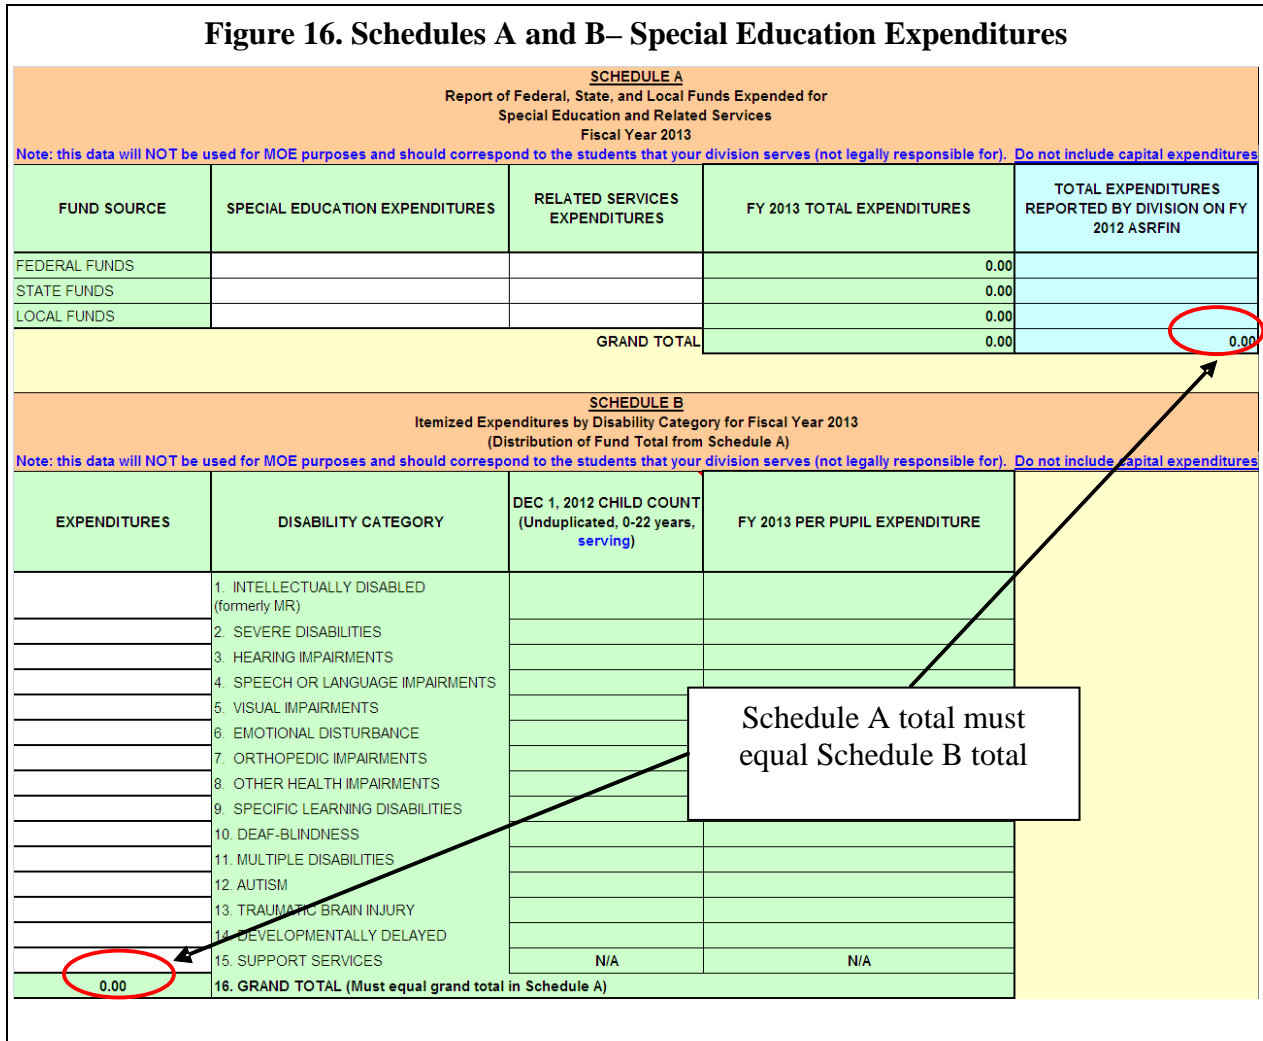 Figure 16. Schedules A and B– Special Education Expenditures
SCHEDULE A
Report of Federal, State, and Local Funds Expended for
Special Education and Related Services
Fiscal Year 2013
Note: this data will NOT be used for MOE purposes and should correspond to the students that your division serves (not legally responsible for). Do not include capital expenditures
FUND SOURCE
SPECIAL EDUCATION EXPENDITURES
RELATED SERVICES
EXPENDITURES
FY 2013 TOTAL EXPENDITURES
TOTAL EXPENDITURES
REPORTED BY DIVISION ON FY
2012 ASRFIN
FEDERAL FUNDS 0.00
STATE FUNDS 0.00
LOCAL FUNDS 0.00
GRAND TOTAL 0.00 0.00
SCHEDULE B
Itemized Expenditures by Disability Category for Fiscal Year 2013
(Distribution of Fund Total from Schedule A)
Note: this data will NOT be used for MOE purposes and should correspond to the students that your division serves (not legally responsible for). Do not include capital expenditures
EXPENDITURES
DISABILITY CATEGORY
DEC 1, 2012 CHILD COUNT
(Unduplicated, 0-22 years,
serving)
FY 2013 PER PUPIL EXPENDITURE
1. INTELLECTUALLY DISABLED
(formerly MR)
2. SEVERE DISABILITIES
3. HEARING IMPAIRMENTS
4. SPEECH OR LANGUAGE IMPAIRMENTS
5. VISUAL IMPAIRMENTS
6. EMOTIONAL DISTURBANCE
7. ORTHOPEDIC IMPAIRMENTS
8. OTHER HEALTH IMPAIRMENTS
9. SPECIFIC LEARNING DISABILITIES
10. DEAF-BLINDNESS
11. MULTIPLE DISABILITIES
12. AUTISM
13. TRAUMATIC BRAIN INJURY
14. DEVELOPMENTALLY DELAYED
15. SUPPORT SERVICES N/A N/A
0.00 16. GRAND TOTAL (Must equal grand total in Schedule A)
Schedule A total must
equal Schedule B total